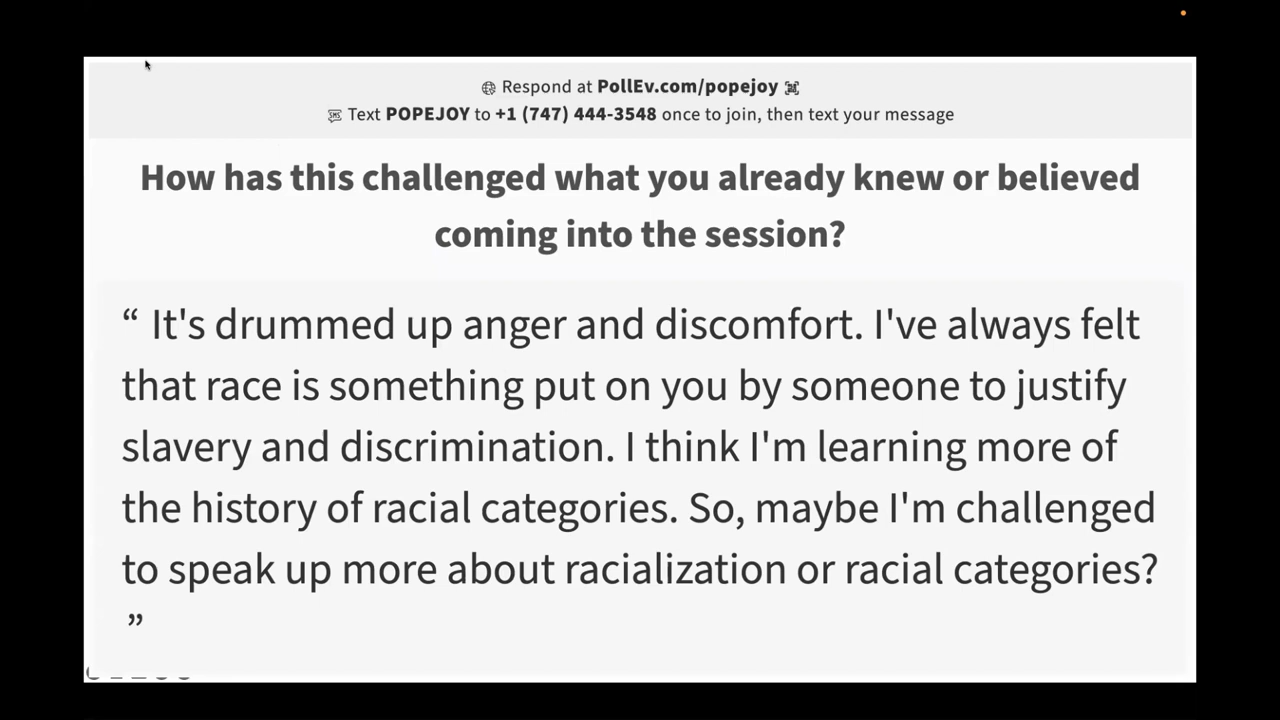 Respond at PollEv.com/popejoy
Text POPEJOY to +1 (747) 444-3548 once to join, then text your message
How has this challenged what you already knew or believed
coming into the session?
“ It's drummed up anger and discomfort. I've always felt
that race is something put on you by someone to justify
slavery and discrimination. I think I'm learning more of
the history of racial categories. So, maybe I'm challenged
to speak up more about racialization or racial categories?
”